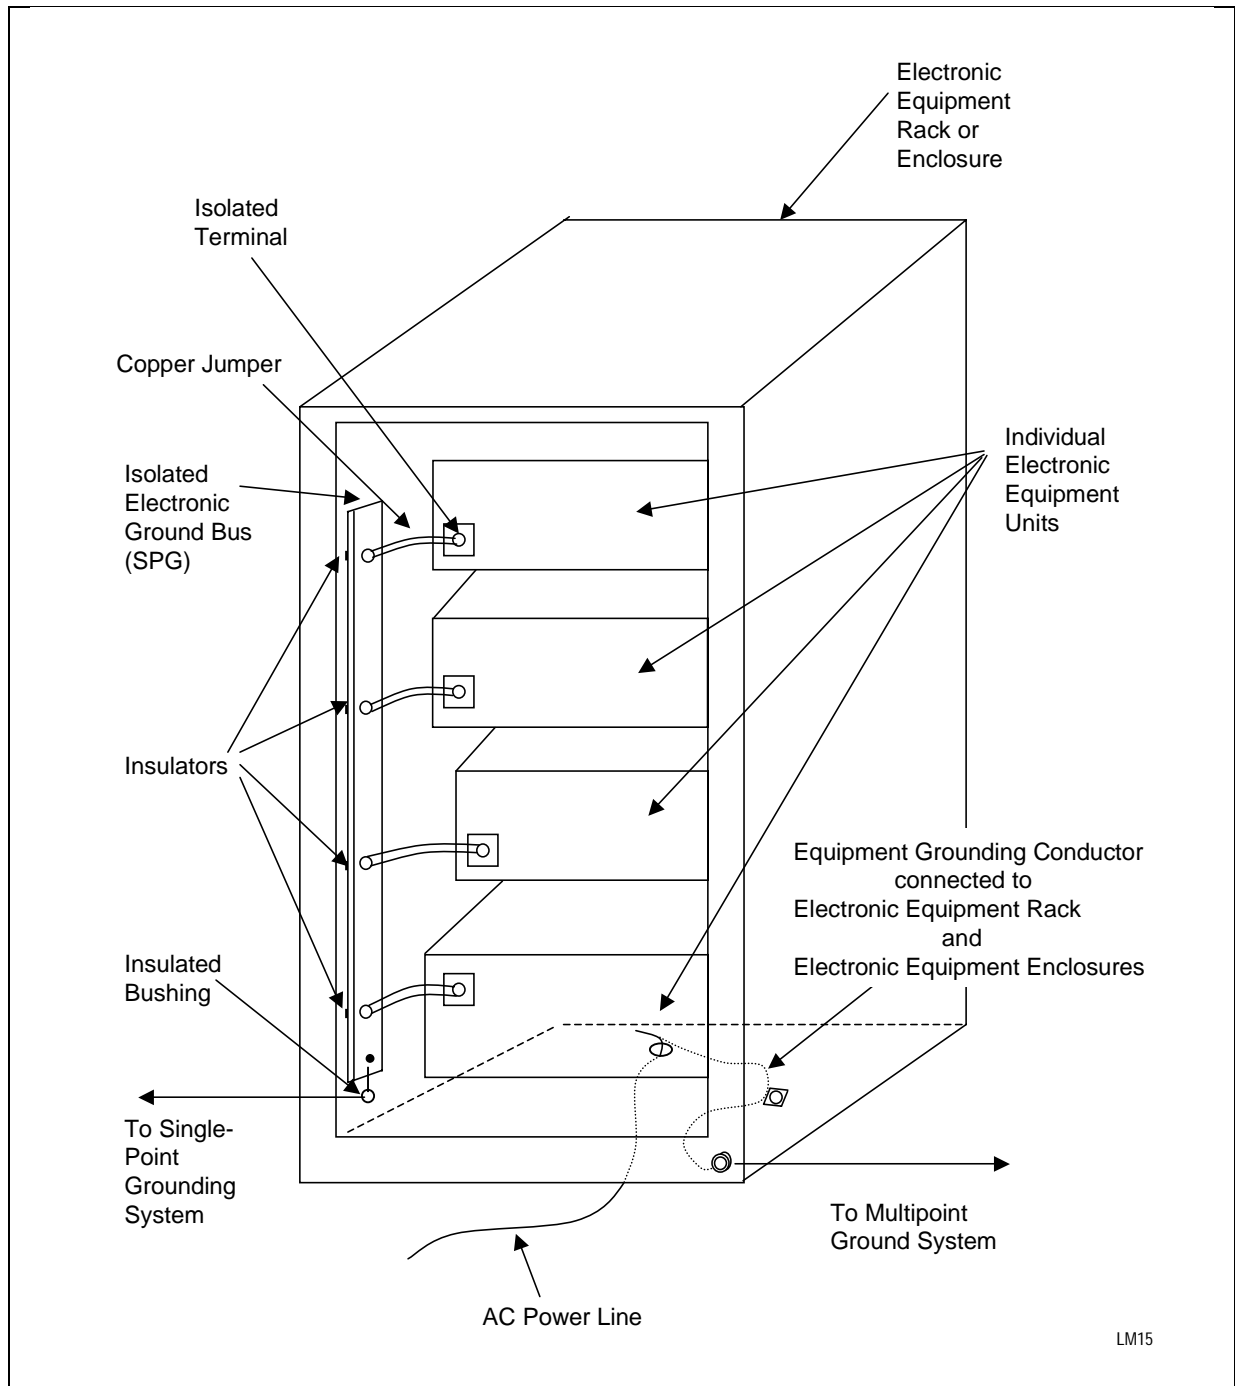 Electronic
Equipment
Rack or
Enclosure
Isolated
Terminal
Copper Jumper
Isolated
Electronic
Ground Bus
(SPG)
Individual
Electronic
Equipment
Units
Insulators
Equipment Grounding Conductor
connected to
Electronic Equipment Rack
and
Electronic Equipment Enclosures
Insulated
Bushing
To Single-
Point
Grounding
System
To Multipoint
Ground System
AC Power Line
LM15